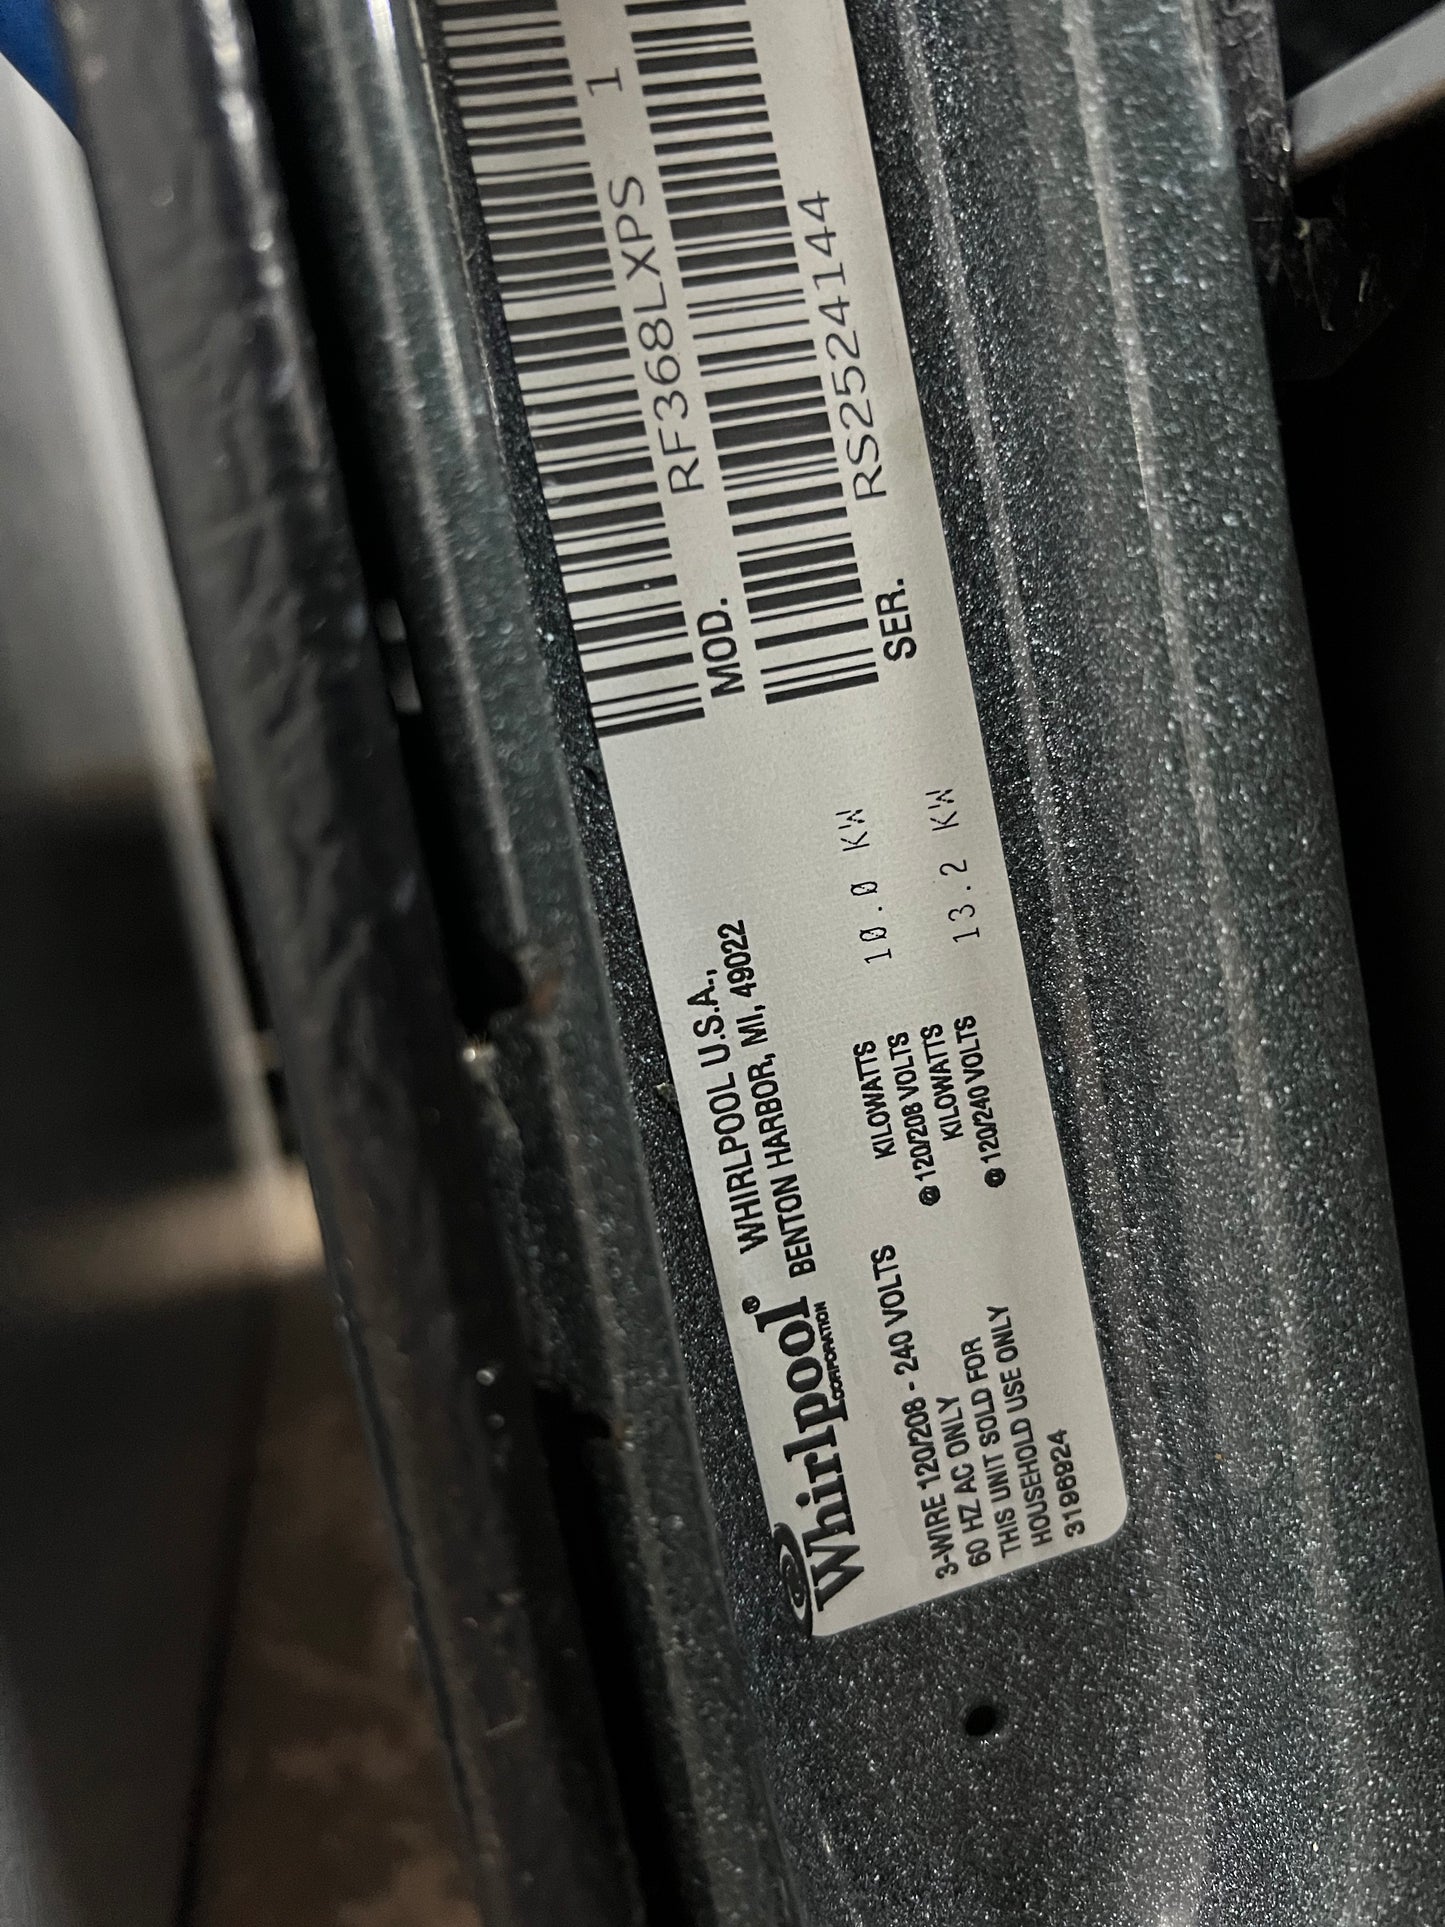 Whirlpool®
CORPORATION
WHIRLPOOL U.S.A.,
BENTON HARBOR, MI, 49022
3-WIRE 120/208 - 240 VOLTS
60 HZ AC ONLY
THIS UNIT SOLD FOR
HOUSEHOLD USE ONLY
3196924
KILOWATTS 10.0 KW
@ 120/208 VOLTS
KILOWATTS 13.2 KW
@ 120/240 VOLTS
MOD. RF368LXPS 1
SER. RS2524144